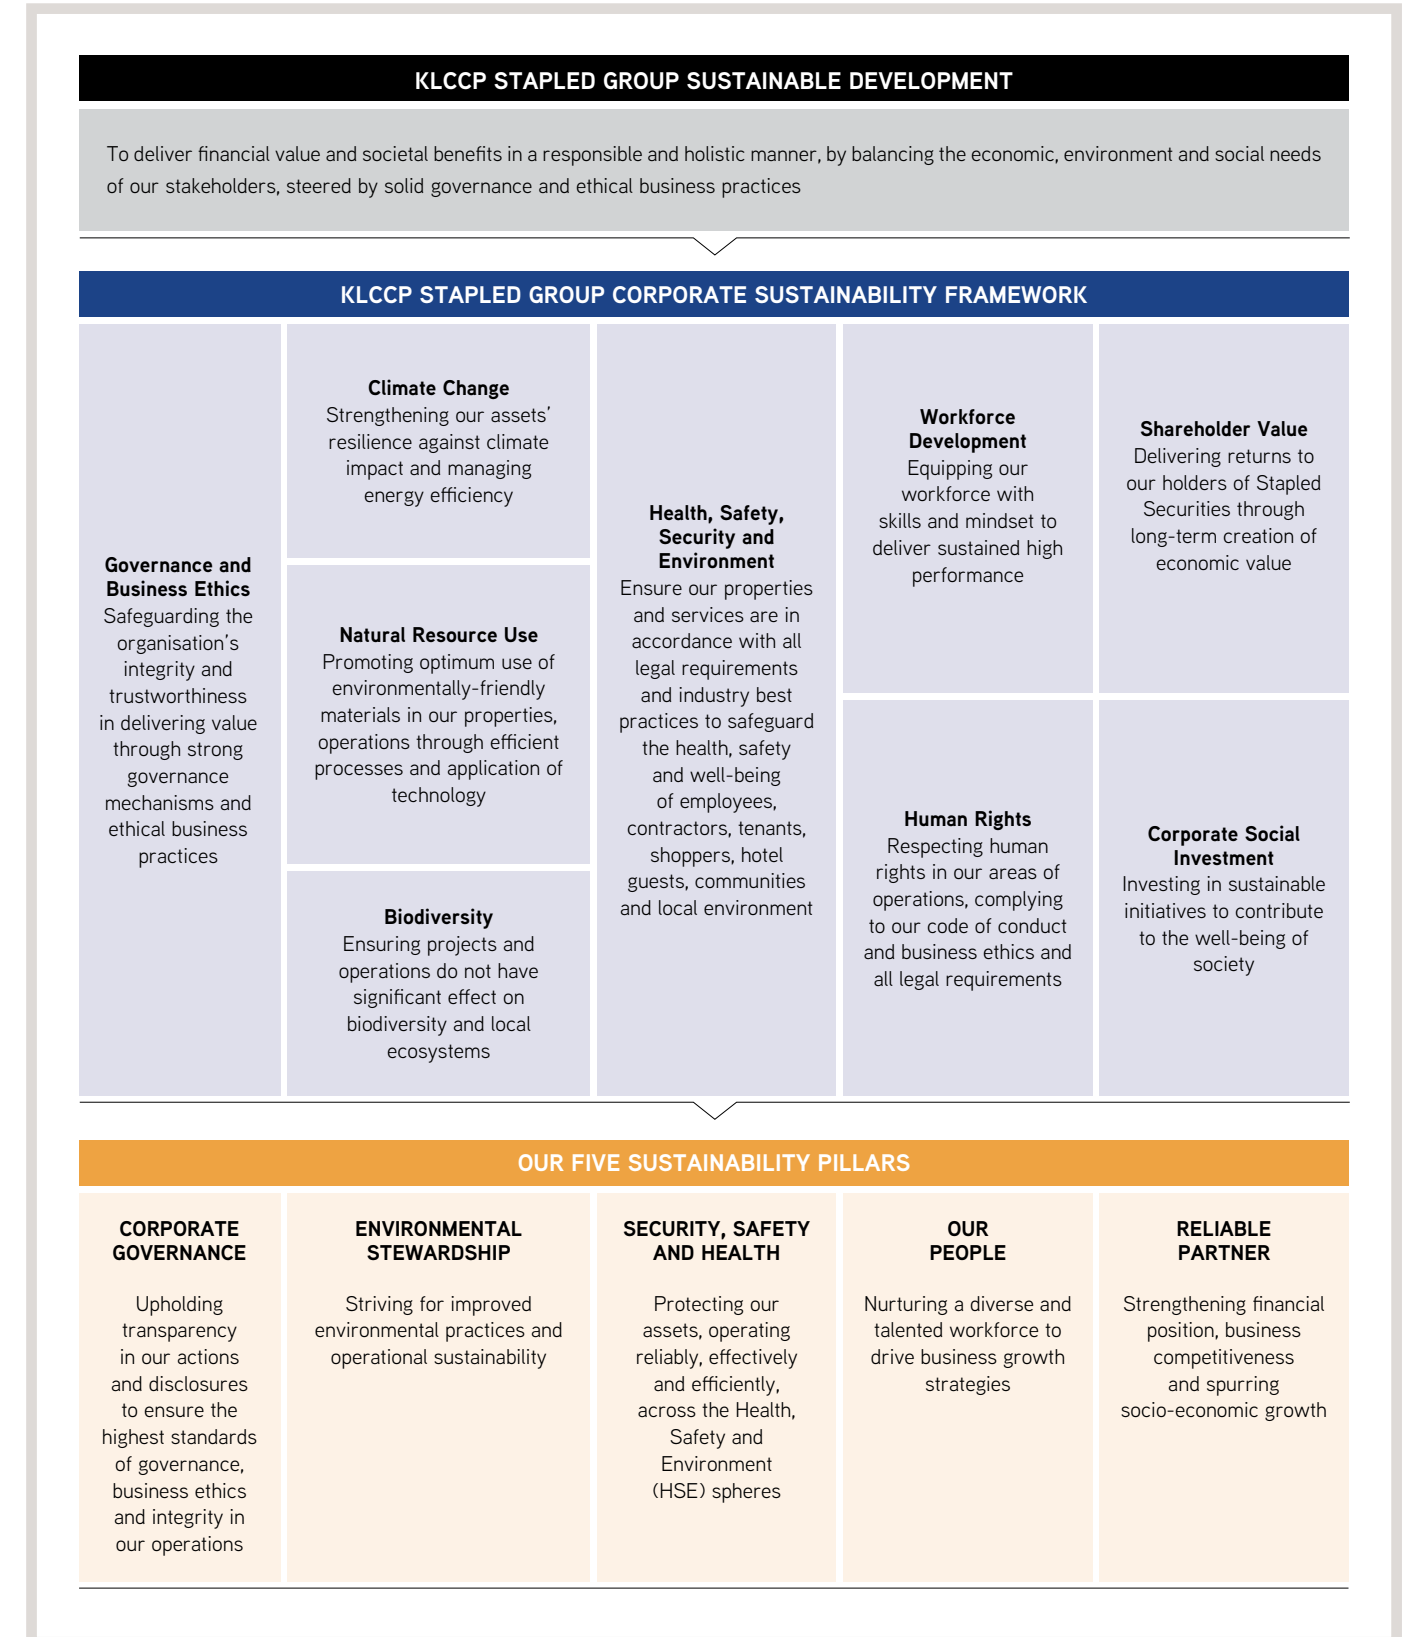 KLCCP STAPLED GROUP SUSTAINABLE DEVELOPMENT
To deliver financial value and societal benefits in a responsible and holistic manner, by balancing the economic, environment and social needs
of our stakeholders, steered by solid governance and ethical business practices
KLCCP STAPLED GROUP CORPORATE SUSTAINABILITY FRAMEWORK
Governance and
Business Ethics
Safeguarding the
organisation's
integrity and
trustworthiness
in delivering value
through strong
governance
mechanisms and
ethical business
practices
Climate Change
Strengthening our assets'
resilience against climate
impact and managing
energy efficiency
Natural Resource Use
Promoting optimum use of
environmentally-friendly
materials in our properties,
operations through efficient
processes and application of
technology
Biodiversity
Ensuring projects and
operations do not have
significant effect on
biodiversity and local
ecosystems
Health, Safety,
Security and
Environment
Ensure our properties
and services are in
accordance with all
legal requirements
and industry best
practices to safeguard
the health, safety
and well-being
of employees,
contractors, tenants,
shoppers, hotel
guests, communities
and local environment
Workforce
Development
Equipping our
workforce with
skills and mindset to
deliver sustained high
performance
Human Rights
Respecting human
rights in our areas of
operations, complying
to our code of conduct
and business ethics and
all legal requirements
Shareholder Value
Delivering returns to
our holders of Stapled
Securities through
long-term creation of
economic value
Corporate Social
Investment
Investing in sustainable
initiatives to contribute
to the well-being of
society
OUR FIVE SUSTAINABILITY PILLARS
CORPORATE
GOVERNANCE
Upholding
transparency
in our actions
and disclosures
to ensure the
highest standards
of governance,
business ethics
and integrity in
our operations
ENVIRONMENTAL
STEWARDSHIP
Striving for improved
environmental practices and
operational sustainability
SECURITY, SAFETY
AND HEALTH
Protecting our
assets, operating
reliably, effectively
and efficiently,
across the Health,
Safety and
Environment
(HSE) spheres
OUR
PEOPLE
Nurturing a diverse and
talented workforce to
drive business growth
strategies
RELIABLE
PARTNER
Strengthening financial
position, business
competitiveness
and spurring
socio-economic growth